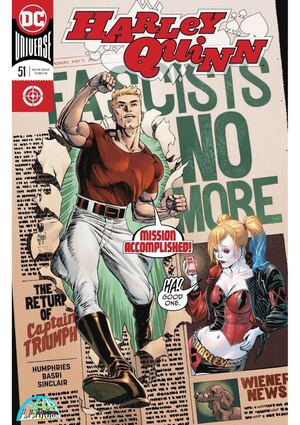 DC
UNIVERSE
51
HARLEY
QUINN
FASCISTS
NO
MORE
MISSION
ACCOMPLISHED!
HA!
GOOD
ONE.
THE
RETURN
OF
Captain
TRIUMPH
HUMPHRIES
BASRI
SINCLAIR
WIENER
NEWS